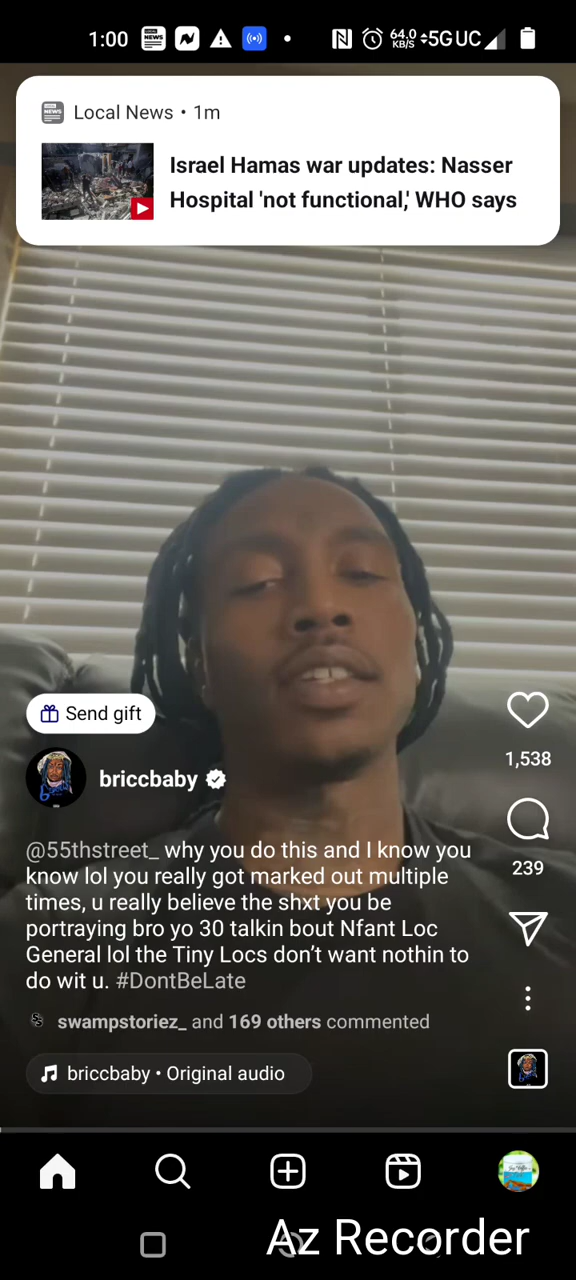 1:00 NEWS 64.0 KB/S 5G UC
LOCAL NEWS Local News • 1m
Israel Hamas war updates: Nasser
Hospital 'not functional,' WHO says
Send gift
briccbaby
1,538
@55thstreet_ why you do this and I know you
know lol you really got marked out multiple
times, u really believe the shxt you be
portraying bro yo 30 talkin bout Nfant Loc
General lol the Tiny Locs don't want nothin to
do wit u. #DontBeLate
239
swampstoriez_ and 169 others commented
briccbaby • Original audio
Az Recorder